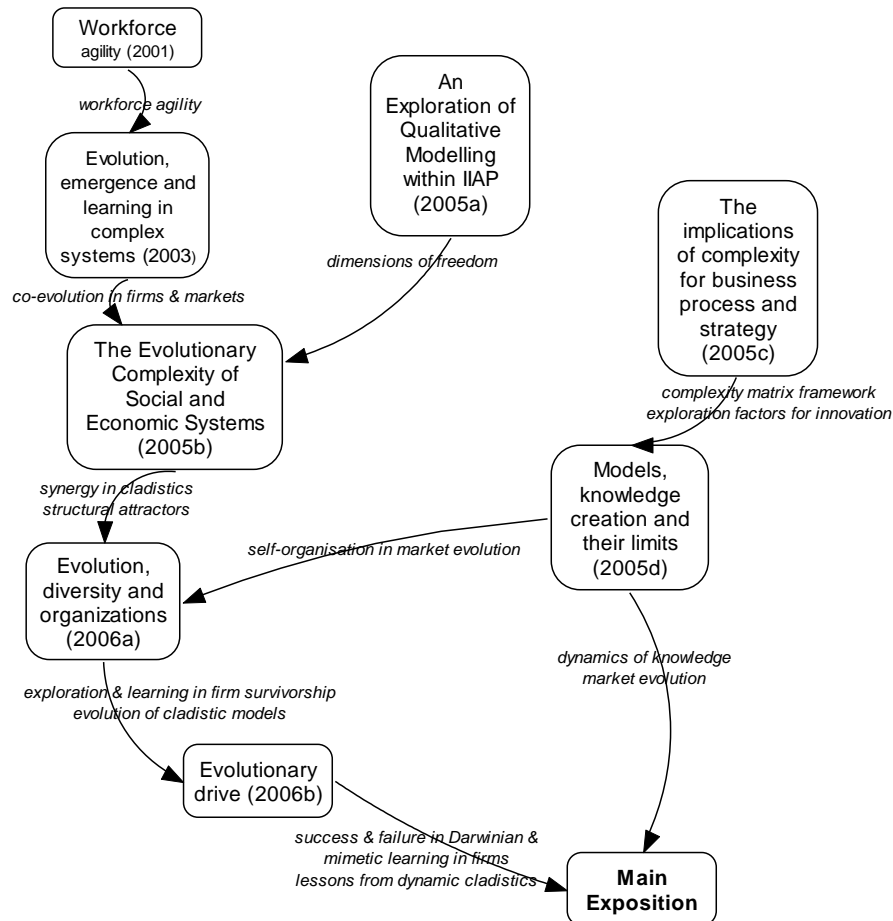 Workforce
agility (2001)
workforce agility
Evolution,
emergence and
learning in
complex
systems (2003)
co-evolution in firms & markets
An
Exploration of
Qualitative
Modelling
within IIAP
(2005a)
dimensions of freedom
The
implications
of complexity
for business
process and
strategy
(2005c)
complexity matrix framework
exploration factors for innovation
The Evolutionary
Complexity of
Social and
Economic Systems
(2005b)
synergy in cladistics
structural attractors
Models,
knowledge
creation and
their limits
(2005d)
self-organisation in market evolution
Evolution,
diversity and
organizations
(2006a)
dynamics of knowledge
market evolution
exploration & learning in firm survivorship
evolution of cladistic models
Evolutionary
drive (2006b)
success & failure in Darwinian &
mimetic learning in firms
lessons from dynamic cladistics
Main
Exposition